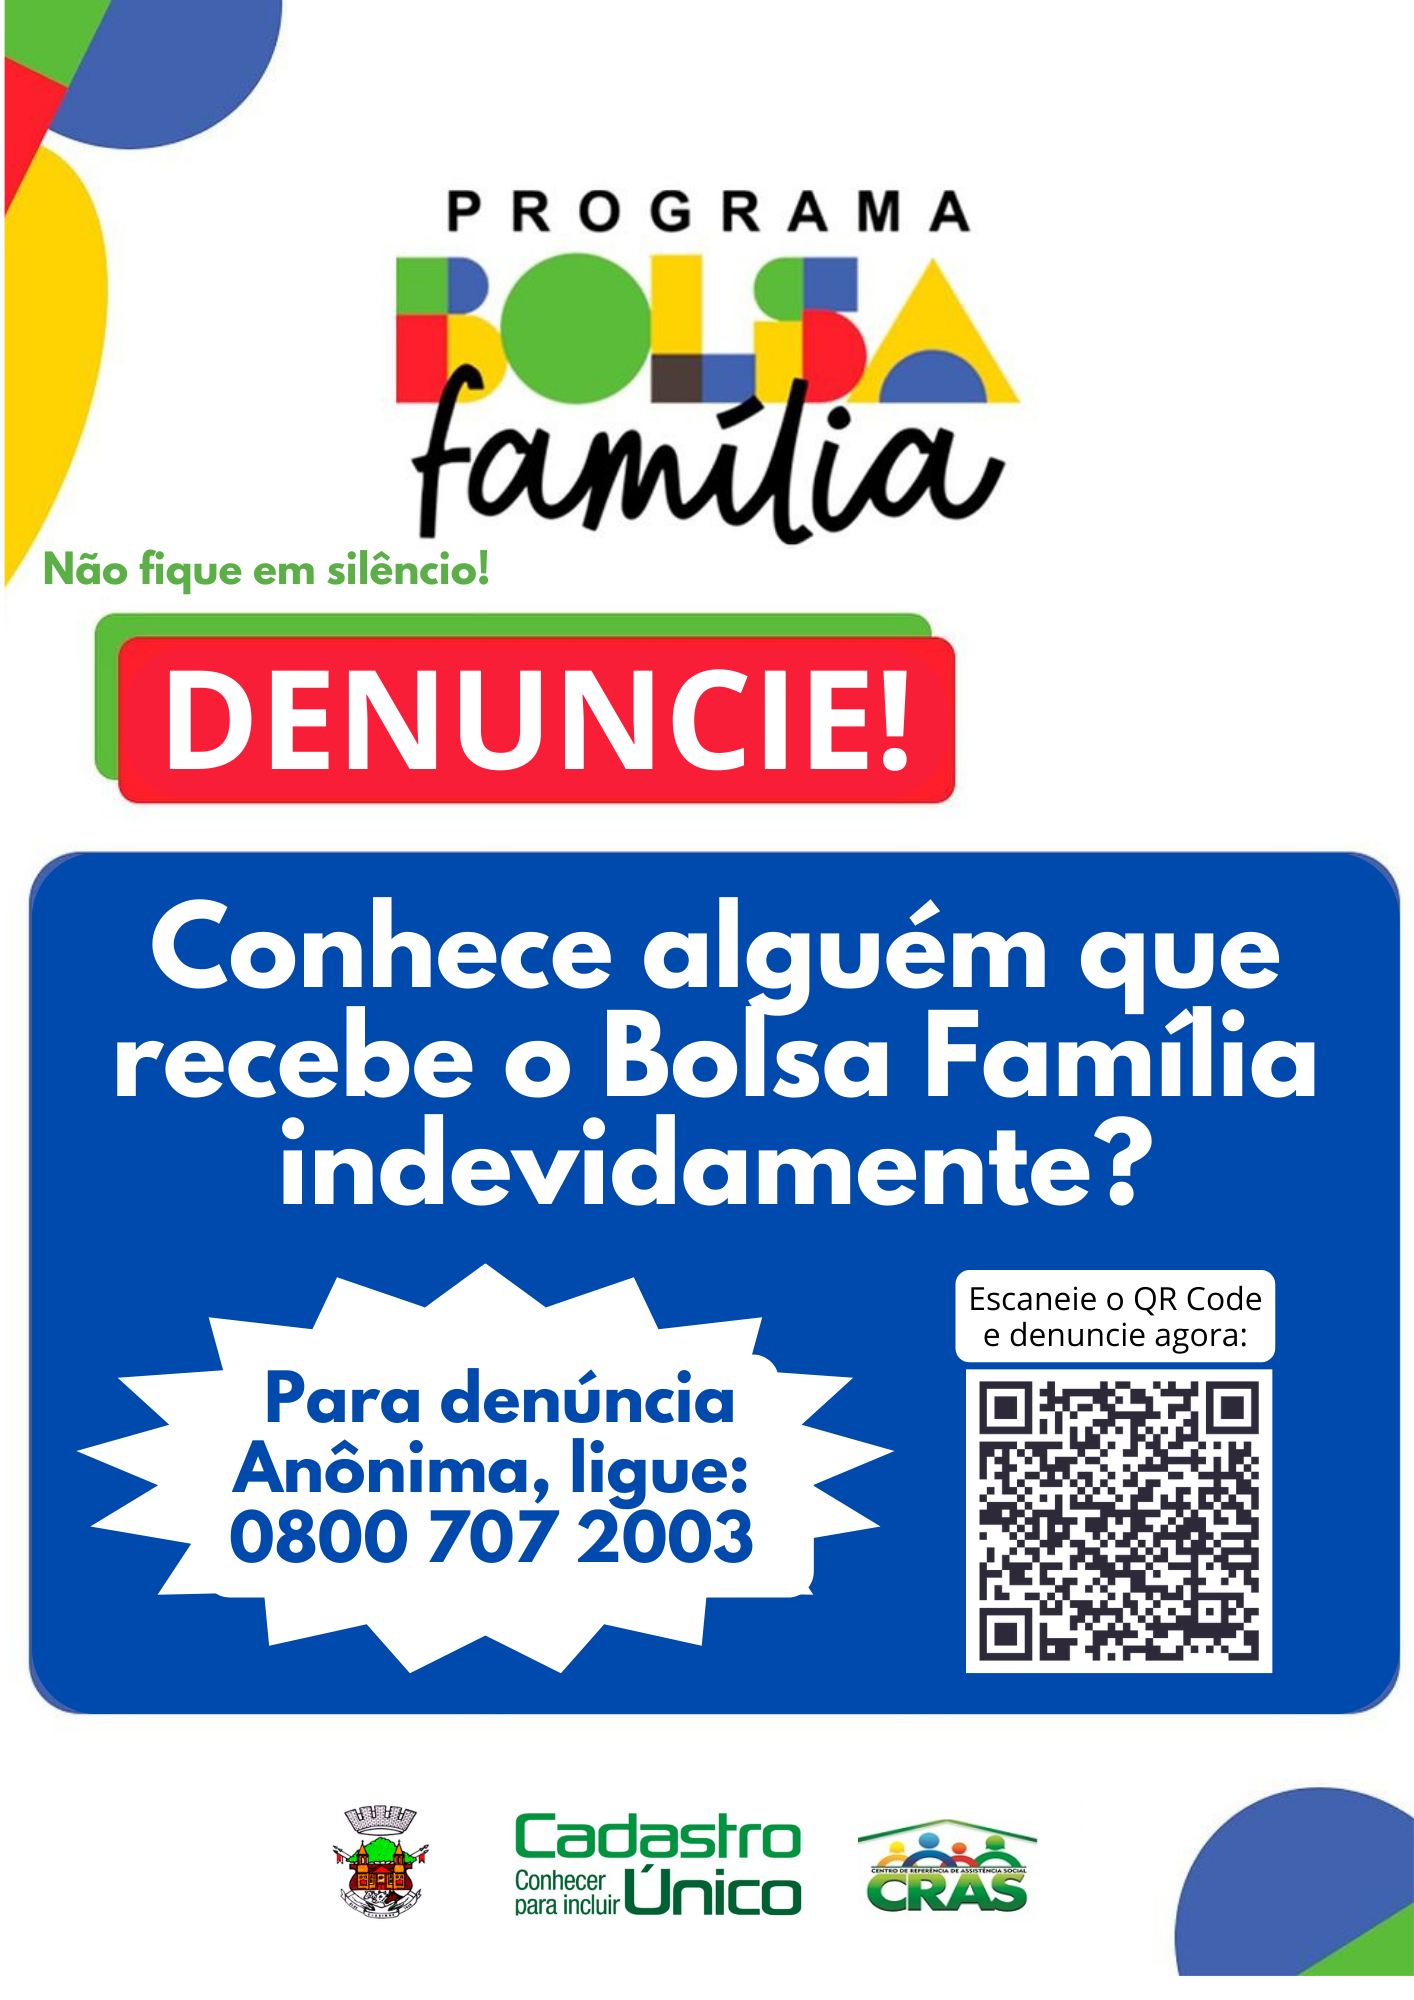 PROGRAMA
BOLSA
família
Não fique em silêncio!
DENUNCIE!
Conhece alguém que
recebe o Bolsa Família
indevidamente?
Para denúncia
Anônima, ligue:
0800 707 2003
Escaneie o QR Code
e denuncie agora:
Cadastro
Conhecer
para incluir
Único
CENTRO DE REFERÊNCIA DE ASSISTÊNCIA SOCIAL
CRAS